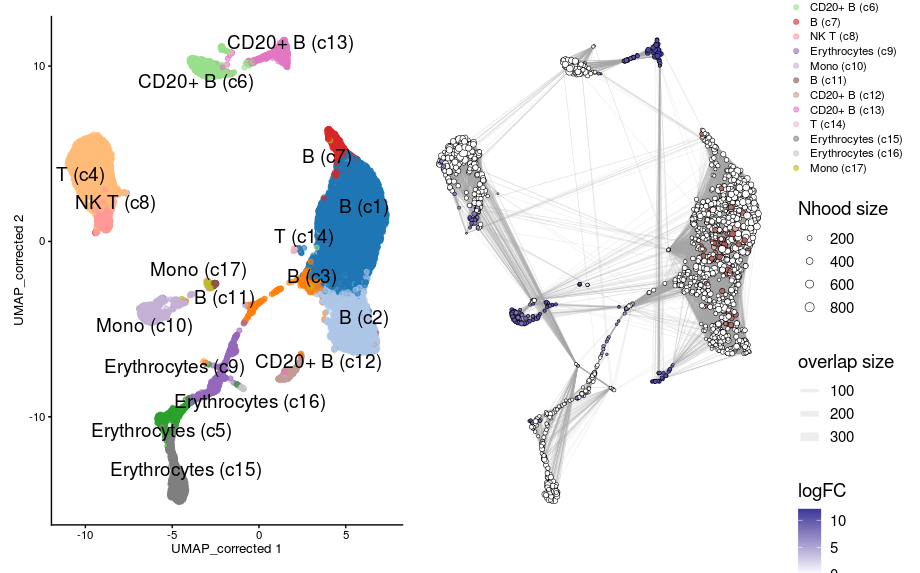 CD20+ B (c13)
CD20+ B (c6)
B (c7)
T (c4)
NK T (c8)
B (c1)
T (c14)
Mono (c17)
B (c3)
B (c11)
Mono (c10)
B (c2)
Erythrocytes (c9)
CD20+ B (c12)
Erythrocytes (c16)
Erythrocytes (c5)
Erythrocytes (c15)
10
0
-10
UMAP_corrected 2
-10
-5
0
5
UMAP_corrected 1
CD20+ B (c6)
B (c7)
NK T (c8)
Erythrocytes (c9)
Mono (c10)
B (c11)
CD20+ B (c12)
CD20+ B (c13)
T (c14)
Erythrocytes (c15)
Erythrocytes (c16)
Mono (c17)
Nhood size
200
400
600
800
overlap size
100
200
300
logFC
10
5
0